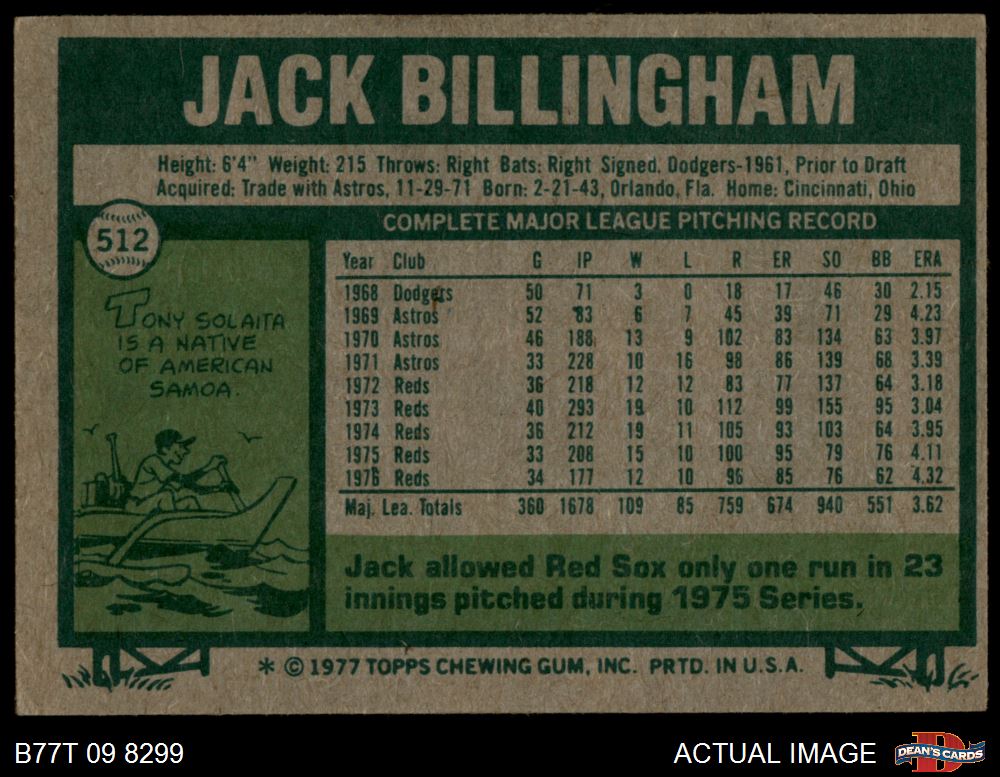 JACK BILLINGHAM
Height: 6'4" Weight: 215 Throws: Right Bats: Right Signed. Dodgers-1961, Prior to Draft
Acquired: Trade with Astros, 11-29-71 Born: 2-21-43, Orlando, Fla. Home: Cincinnati, Ohio
512
COMPLETE MAJOR LEAGUE PITCHING RECORD
Year Club G IP W L R ER SO BB ERA
1968 Dodgers 50 71 3 0 18 17 46 30 2.15
1969 Astros 52 83 6 7 45 39 71 29 4.23
1970 Astros 46 188 13 9 102 83 134 63 3.97
1971 Astros 33 228 10 16 98 86 139 68 3.39
1972 Reds 36 218 12 12 83 77 137 64 3.18
1973 Reds 40 293 19 10 112 99 155 95 3.04
1974 Reds 36 212 19 11 105 93 103 64 3.95
1975 Reds 33 208 15 10 100 95 79 76 4.11
1976 Reds 34 177 12 10 96 85 76 62 4.32
Maj. Lea. Totals 360 1678 109 85 759 674 940 551 3.62
TONY SOLAITA
IS A NATIVE
OF AMERICAN
SAMOA.
Jack allowed Red Sox only one run in 23
innings pitched during 1975 Series.
* © 1977 TOPPS CHEWING GUM, INC. PRTD. IN U.S.A.
B77T 09 8299
ACTUAL IMAGE
D
DEAN'S CARDS